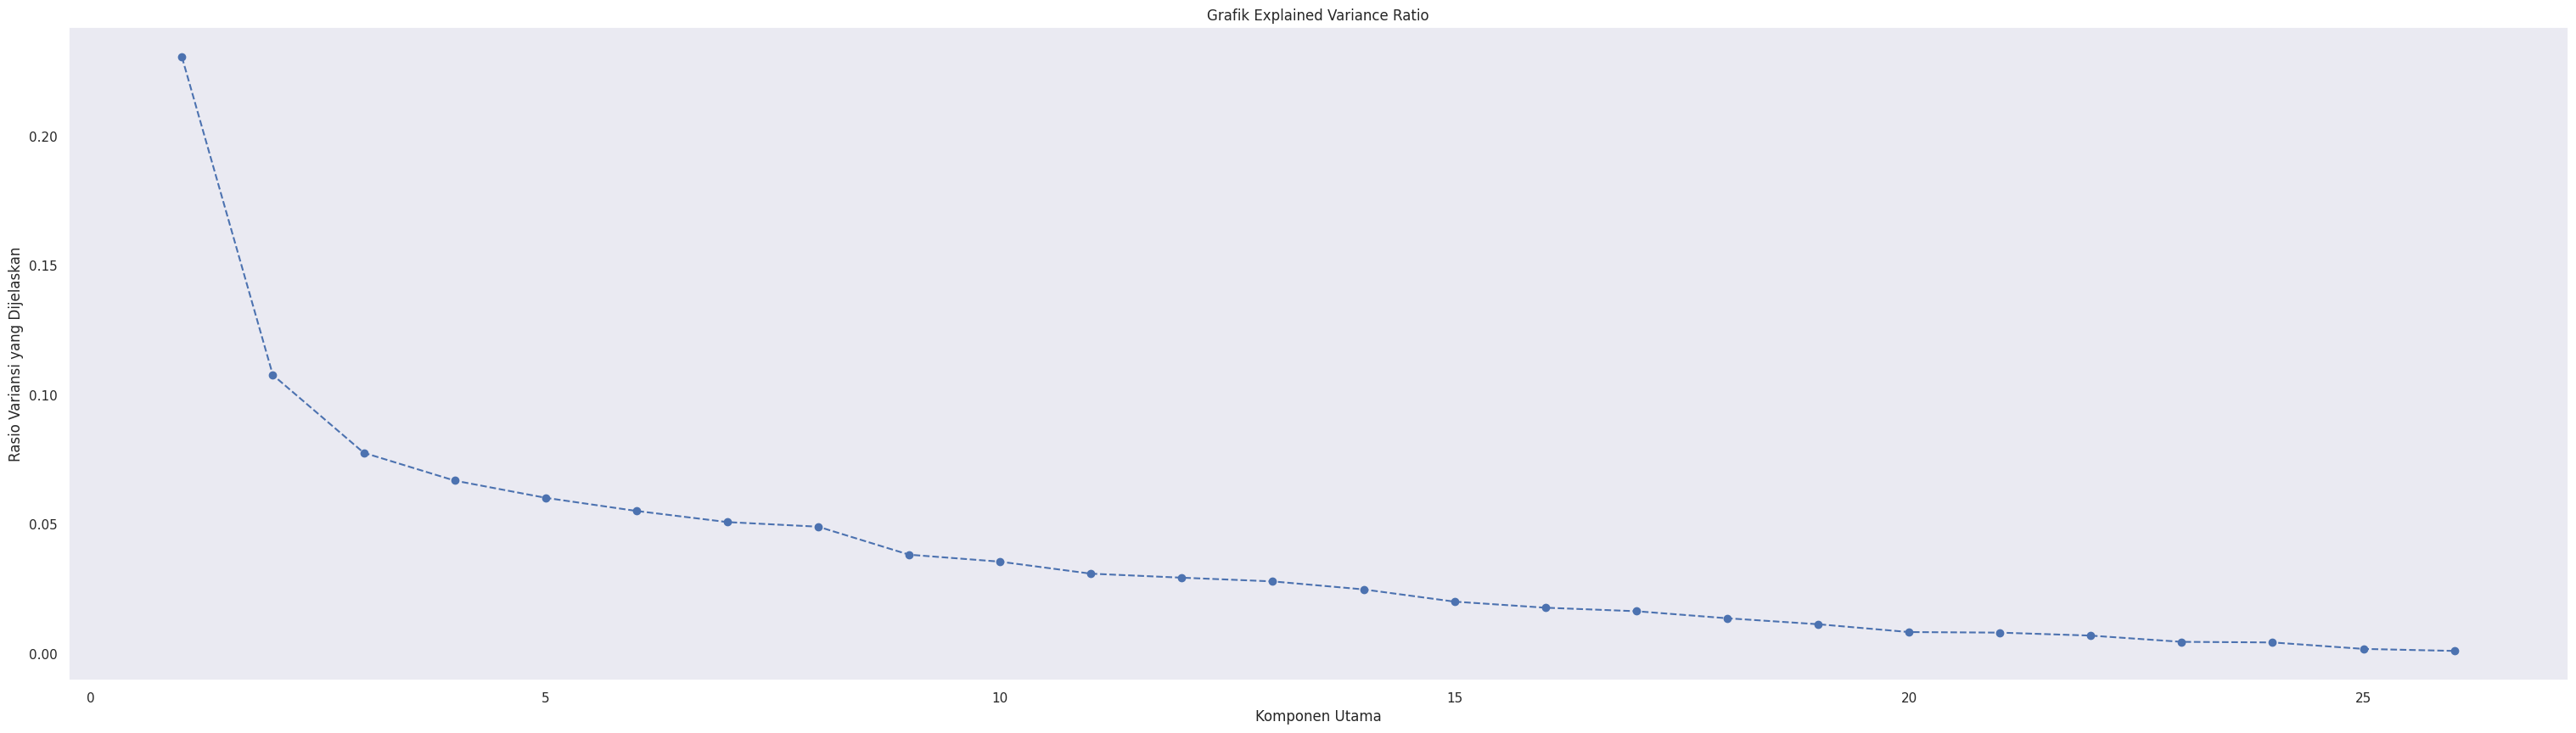 Grafik Explained Variance Ratio
Rasio Variansi yang Dijelaskan
0.20
0.15
0.10
0.05
0.00
0 5 10 15 20 25
Komponen Utama